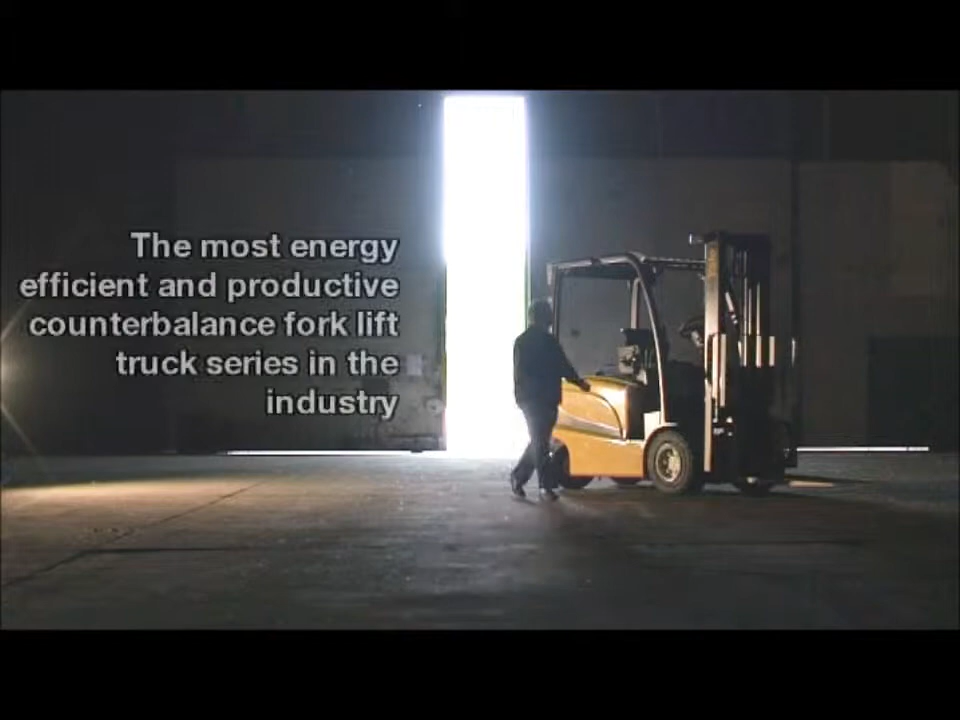 The most energy
efficient and productive
counterbalance fork lift
truck series in the
industry